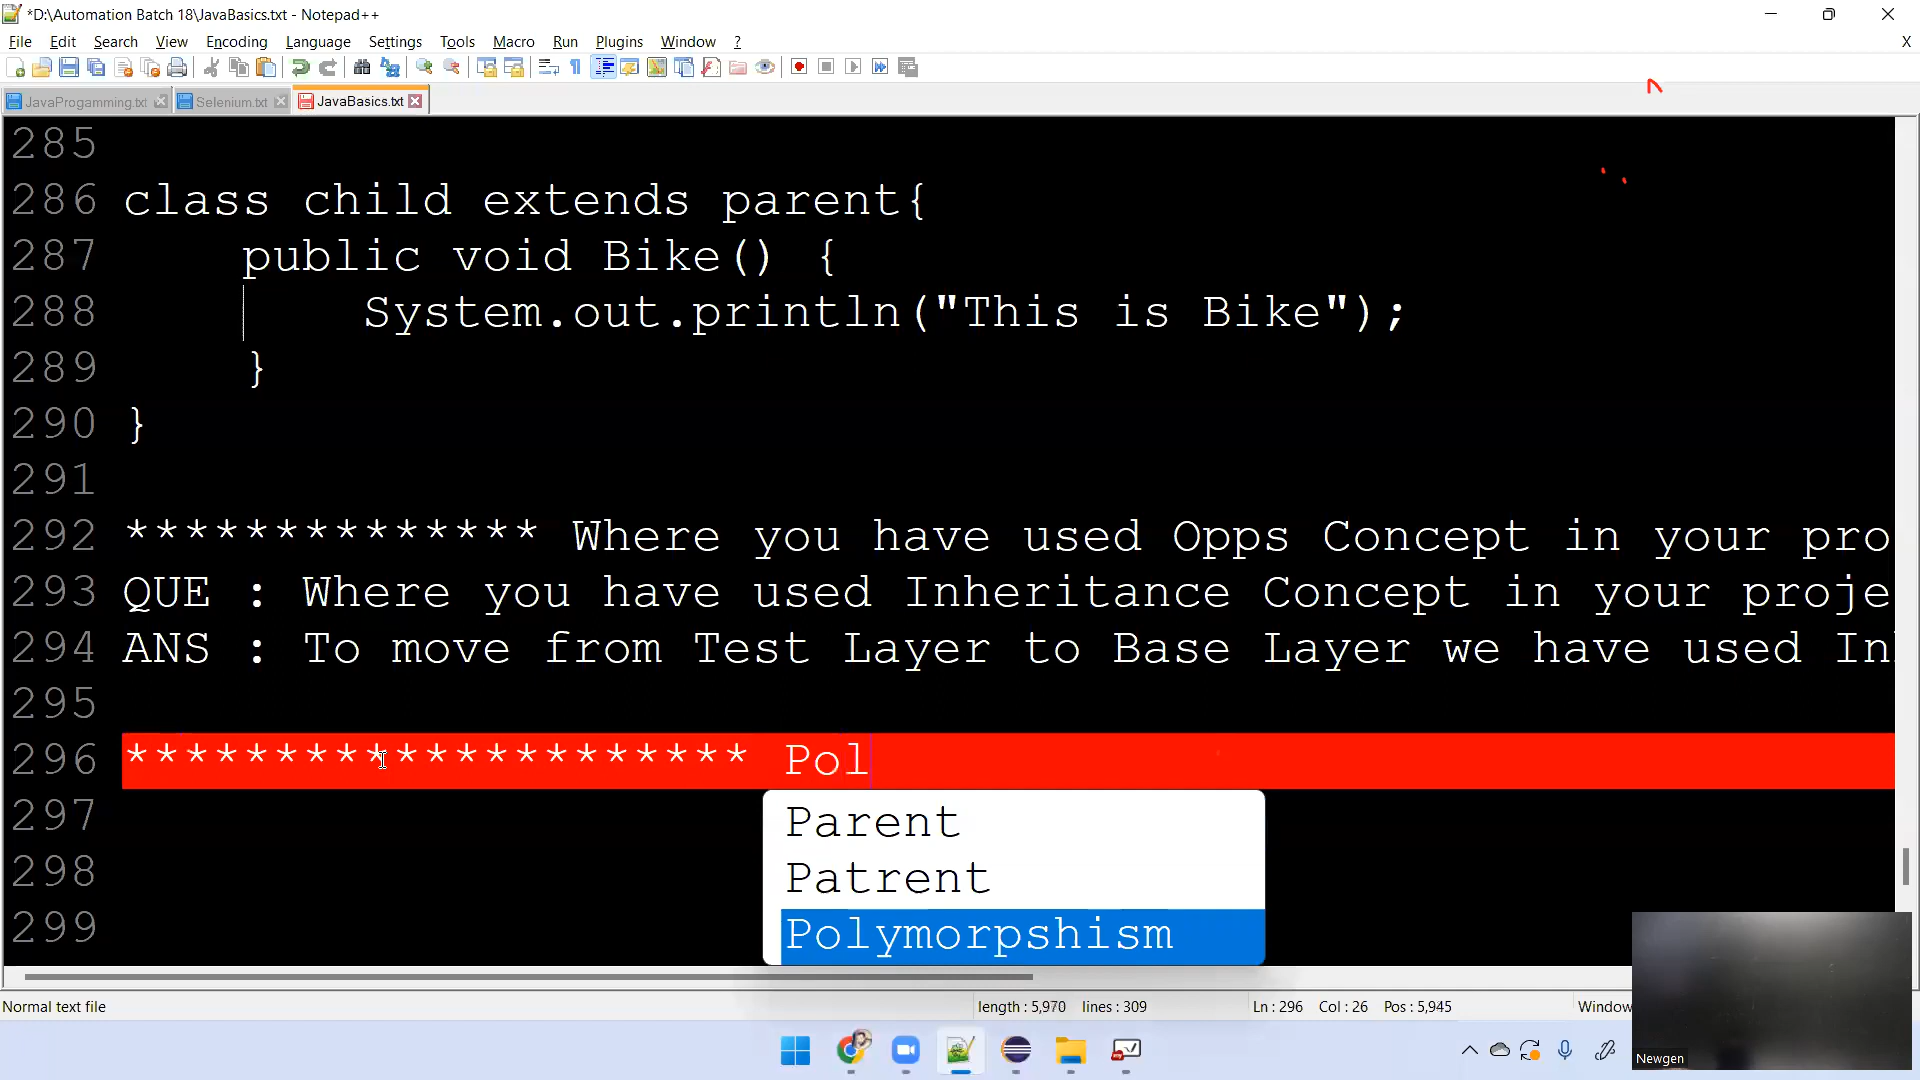 *D:\Automation Batch 18\JavaBasics.txt - Notepad++
File Edit Search View Encoding Language Settings Tools Macro Run Plugins Window ? X
JavaProgamming.txt Selenium.txt JavaBasics.txt
285
286 class child extends parent{
287 public void Bike() {
288 System.out.println("This is Bike");
289 }
290 }
291
292 ************** Where you have used Opps Concept in your pro
293 QUE : Where you have used Inheritance Concept in your proje
294 ANS : To move from Test Layer to Base Layer we have used In
295
296 ********************* Pol
297 Parent
298 Patrent
299 Polymorpshism
Normal text file length : 5,970 lines : 309 Ln : 296 Col : 26 Pos : 5,945 Window
Newgen